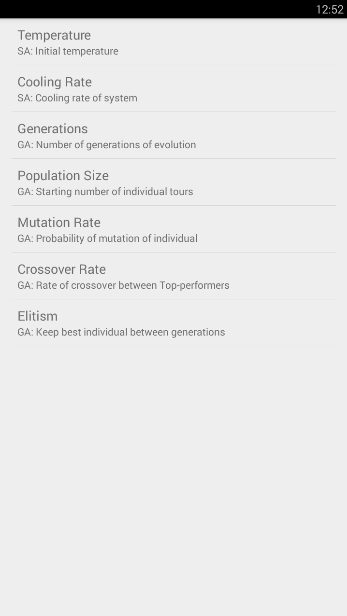 12:52
Temperature
SA: Initial temperature
Cooling Rate
SA: Cooling rate of system
Generations
GA: Number of generations of evolution
Population Size
GA: Starting number of individual tours
Mutation Rate
GA: Probability of mutation of individual
Crossover Rate
GA: Rate of crossover between Top-performers
Elitism
GA: Keep best individual between generations